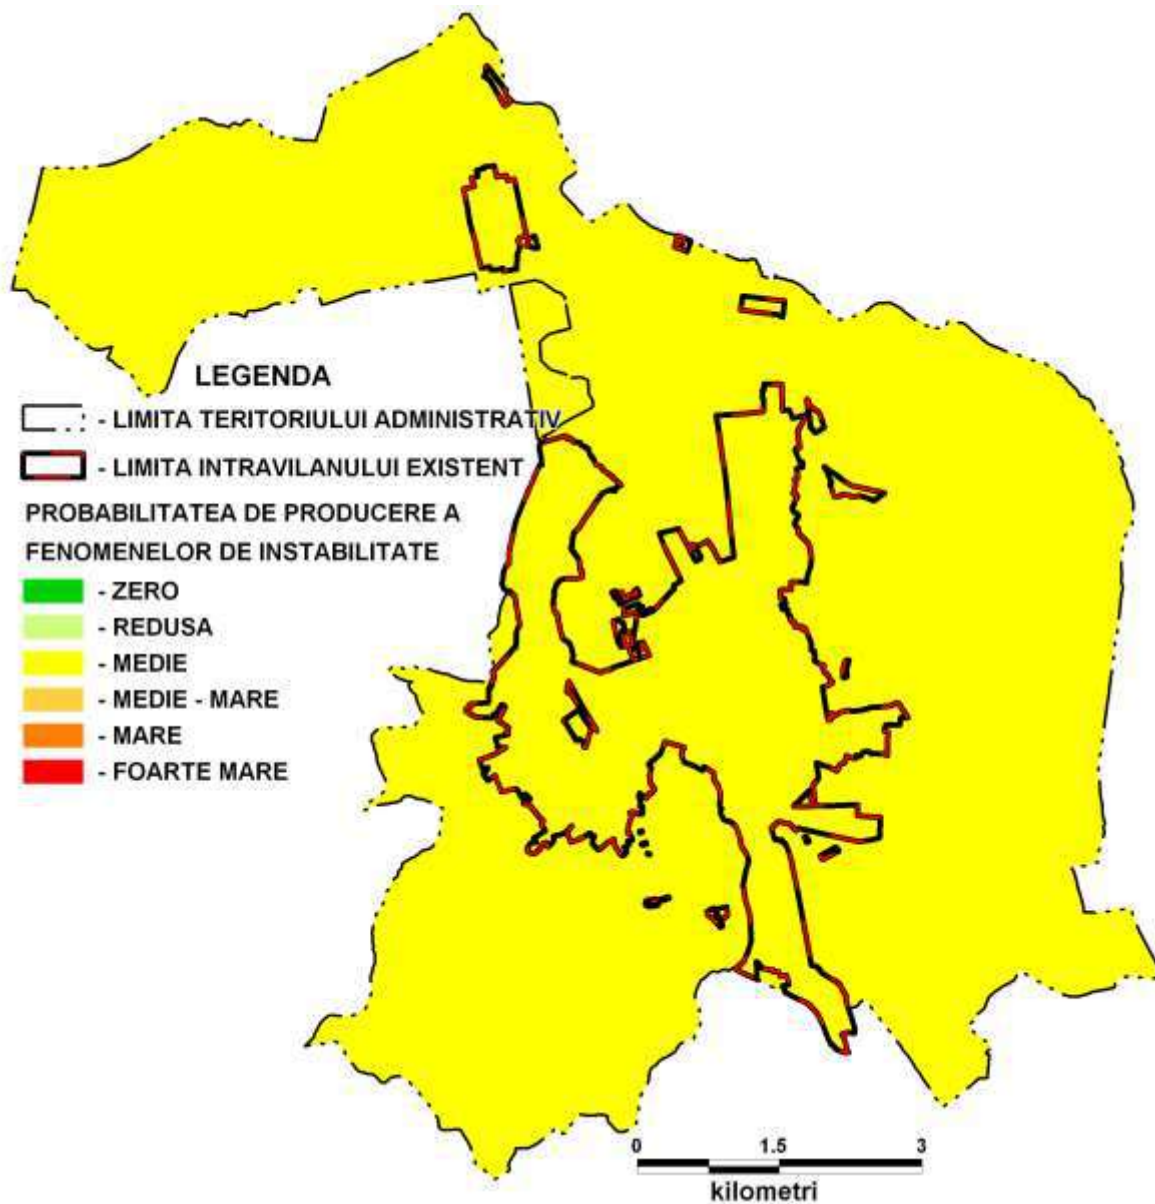 LEGENDA
- LIMITA TERITORIULUI ADMINISTRATIV
- LIMITA INTRAVILANULUI EXISTENT
PROBABILITATEA DE PRODUCERE A
FENOMENELOR DE INSTABILITATE
- ZERO
- REDUSA
- MEDIE
- MEDIE - MARE
- MARE
- FOARTE MARE
0 1.5 3
kilometri